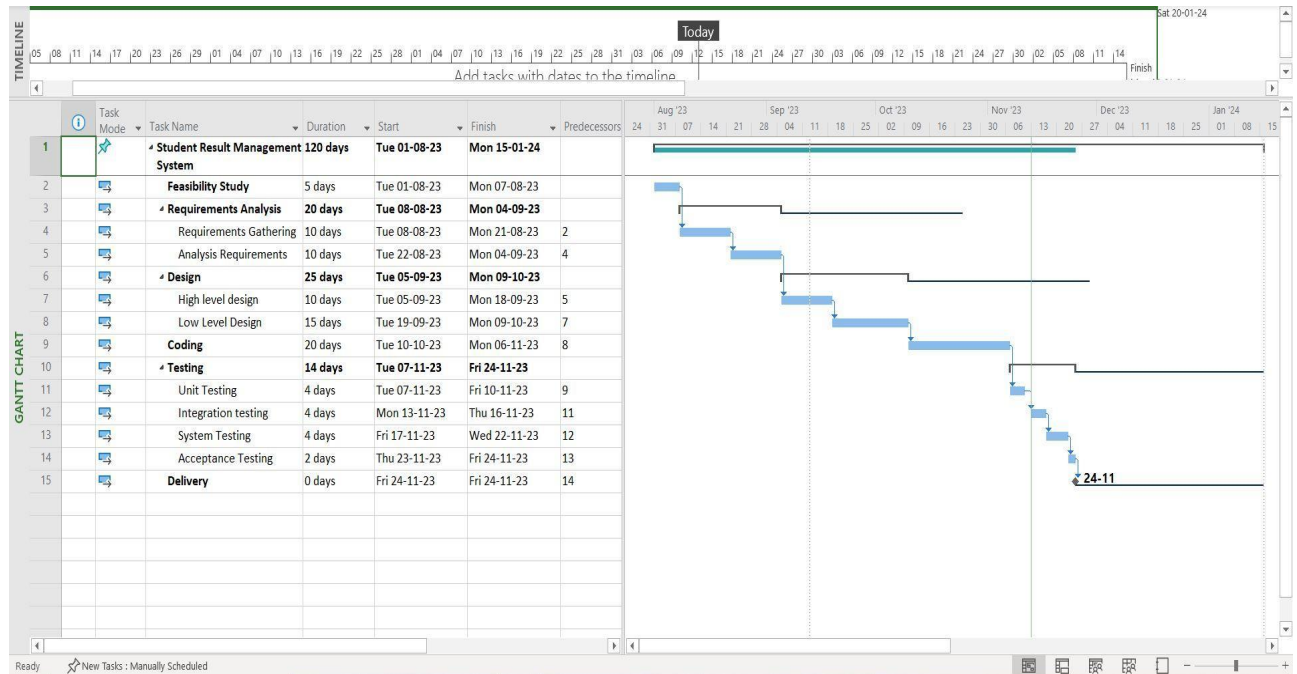 Sat 20-01-24
TIMELINE
Today
05 08 11 14 17 20 23 26 29 01 04 07 10 13 16 19 22 25 28 01 04 07 10 13 16 19 22 25 28 31 03 06 09 12 15 18 21 24 27 30 03 06 09 12 15 18 21 24 27 30 02 05 08 11 14
Add tasks with dates to the timeline
Finish
GANTT CHART
Task Mode Task Name Duration Start Finish Predecessors
Aug '23 Sep '23 Oct '23 Nov '23 Dec '23 Jan '24
24 31 07 14 21 28 04 11 18 25 02 09 16 23 30 06 13 20 27 04 11 18 25 01 08 15
1 Student Result Management System 120 days Tue 01-08-23 Mon 15-01-24
2 Feasibility Study 5 days Tue 01-08-23 Mon 07-08-23
3 Requirements Analysis 20 days Tue 08-08-23 Mon 04-09-23
4 Requirements Gathering 10 days Tue 08-08-23 Mon 21-08-23 2
5 Analysis Requirements 10 days Tue 22-08-23 Mon 04-09-23 4
6 Design 25 days Tue 05-09-23 Mon 09-10-23
7 High level design 10 days Tue 05-09-23 Mon 18-09-23 5
8 Low Level Design 15 days Tue 19-09-23 Mon 09-10-23 7
9 Coding 20 days Tue 10-10-23 Mon 06-11-23 8
10 Testing 14 days Tue 07-11-23 Fri 24-11-23
11 Unit Testing 4 days Tue 07-11-23 Fri 10-11-23 9
12 Integration testing 4 days Mon 13-11-23 Thu 16-11-23 11
13 System Testing 4 days Fri 17-11-23 Wed 22-11-23 12
14 Acceptance Testing 2 days Thu 23-11-23 Fri 24-11-23 13
15 Delivery 0 days Fri 24-11-23 Fri 24-11-23 14
24-11
Ready New Tasks : Manually Scheduled